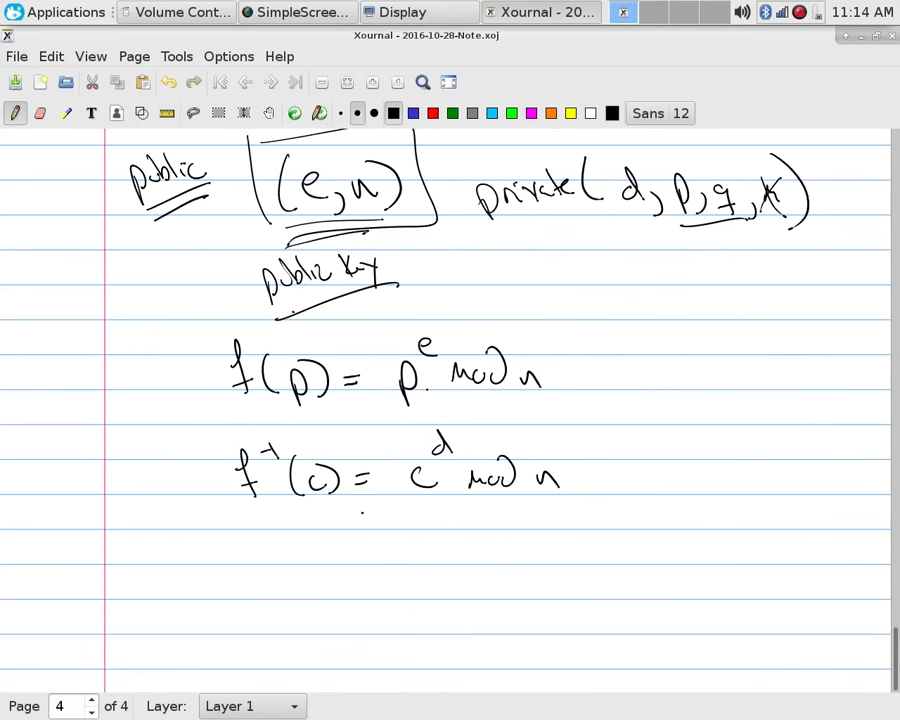 Applications Volume Cont... SimpleScree... Display Xournal - 20... 11:14 AM
Xournal - 2016-10-28-Note.xoj
File Edit View Page Tools Options Help
Sans 12
public (e, n) private (d, p, q, k)
public key
f(p) = p^e mod n
f^-1(c) = c^d mod n
Page 4 of 4 Layer: Layer 1